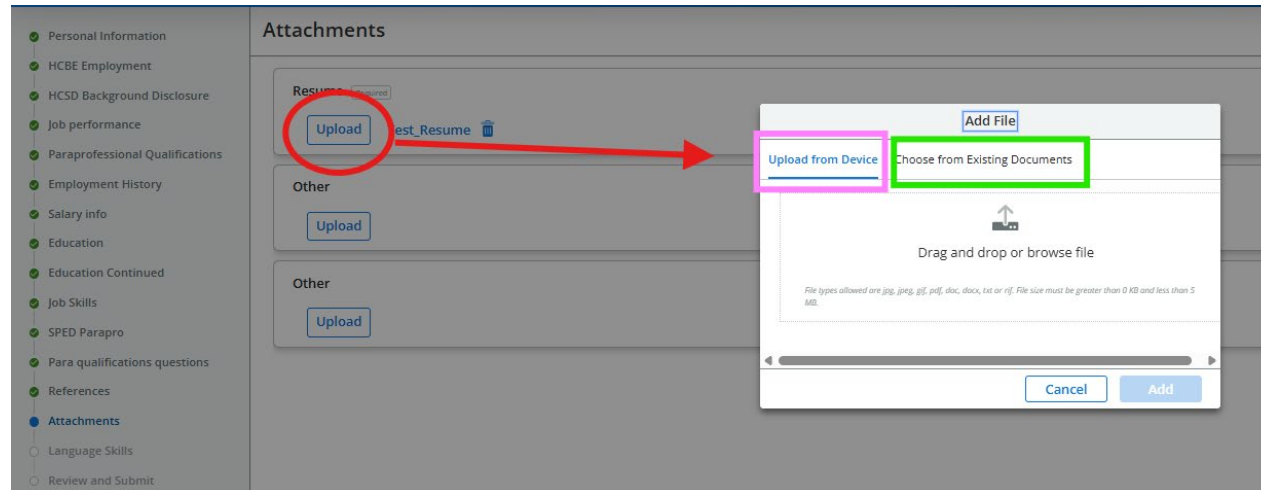 Personal Information
HCBE Employment
HCSD Background Disclosure
Job performance
Paraprofessional Qualifications
Employment History
Salary info
Education
Education Continued
Job Skills
SPED Parapro
Para qualifications questions
References
Attachments
Language Skills
Review and Submit
Attachments
Resume Required
Upload est_Resume
Other
Upload
Other
Upload
Add File
Upload from Device Choose from Existing Documents
Drag and drop or browse file
File types allowed are jpg, jpeg, gif, pdf, doc, docx, txt or rtf. File size must be greater than 0 KB and less than 5
MB.
Cancel Add